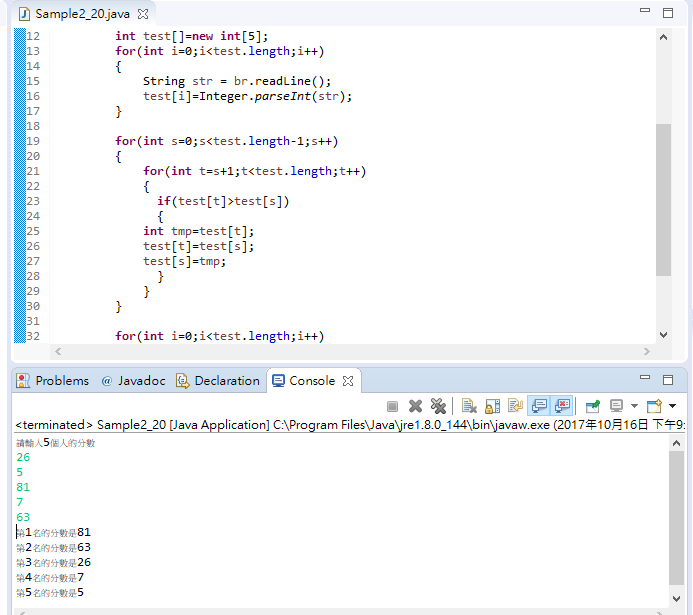 Sample2_20.java
12 int test[]=new int[5];
13 for(int i=0;i<test.length;i++)
14 {
15 String str = br.readLine();
16 test[i]=Integer.parseInt(str);
17 }
18
19 for(int s=0;s<test.length-1;s++)
20 {
21 for(int t=s+1;t<test.length;t++)
22 {
23 if(test[t]>test[s])
24 {
25 int tmp=test[t];
26 test[t]=test[s];
27 test[s]=tmp;
28 }
29 }
30 }
31
32 for(int i=0;i<test.length;i++)
Problems @ Javadoc Declaration Console
<terminated> Sample2_20 [Java Application] C:\Program Files\Java\jre1.8.0_144\bin\javaw.exe (2017年10月16日 下午9:
請輸入5個人的分數
26
5
81
7
63
第1名的分數是81
第2名的分數是63
第3名的分數是26
第4名的分數是7
第5名的分數是5